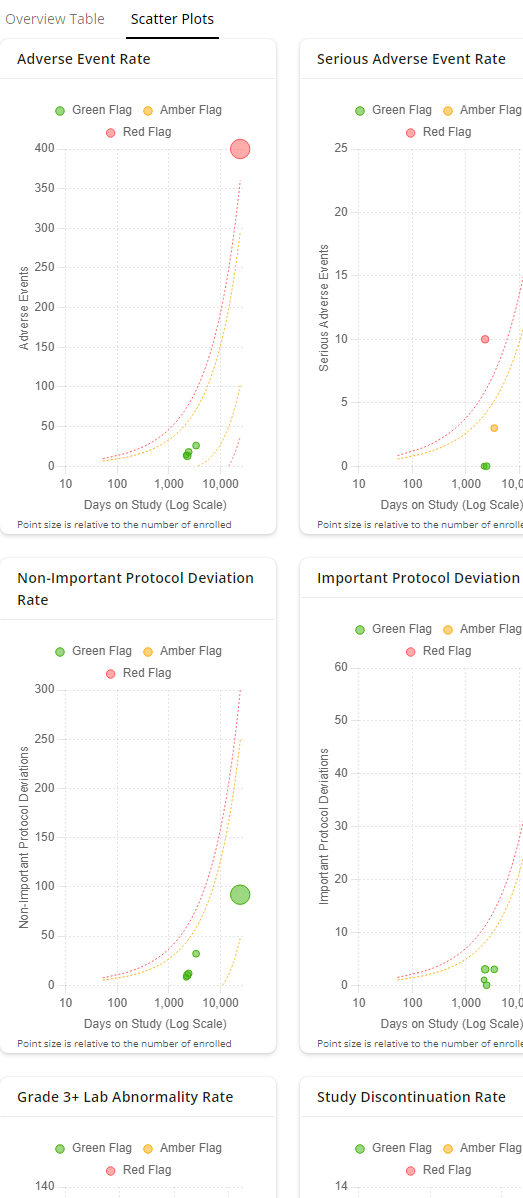 Overview Table
Scatter Plots
Adverse Event Rate
Green Flag
Amber Flag
Red Flag
400
350
300
250
200
150
100
50
0
Adverse Events
10
100
1,000
10,000
Days on Study (Log Scale)
Point size is relative to the number of enrolled
Serious Adverse Event Rate
Green Flag
Amber Flag
Red Flag
25
20
15
10
5
0
Serious Adverse Events
10
100
1,000
10,0
Days on Study (Log Scale)
Point size is relative to the number of enrolle
Non-Important Protocol Deviation
Rate
Green Flag
Amber Flag
Red Flag
300
250
200
150
100
50
0
Non-Important Protocol Deviations
10
100
1,000
10,000
Days on Study (Log Scale)
Point size is relative to the number of enrolled
Important Protocol Deviation
Green Flag
Amber Flag
Red Flag
60
50
40
30
20
10
0
Important Protocol Deviations
10
100
1,000
10,0
Days on Study (Log Scale)
Point size is relative to the number of enrolle
Grade 3+ Lab Abnormality Rate
Green Flag
Amber Flag
Red Flag
140
Study Discontinuation Rate
Green Flag
Amber Flag
Red Flag
14